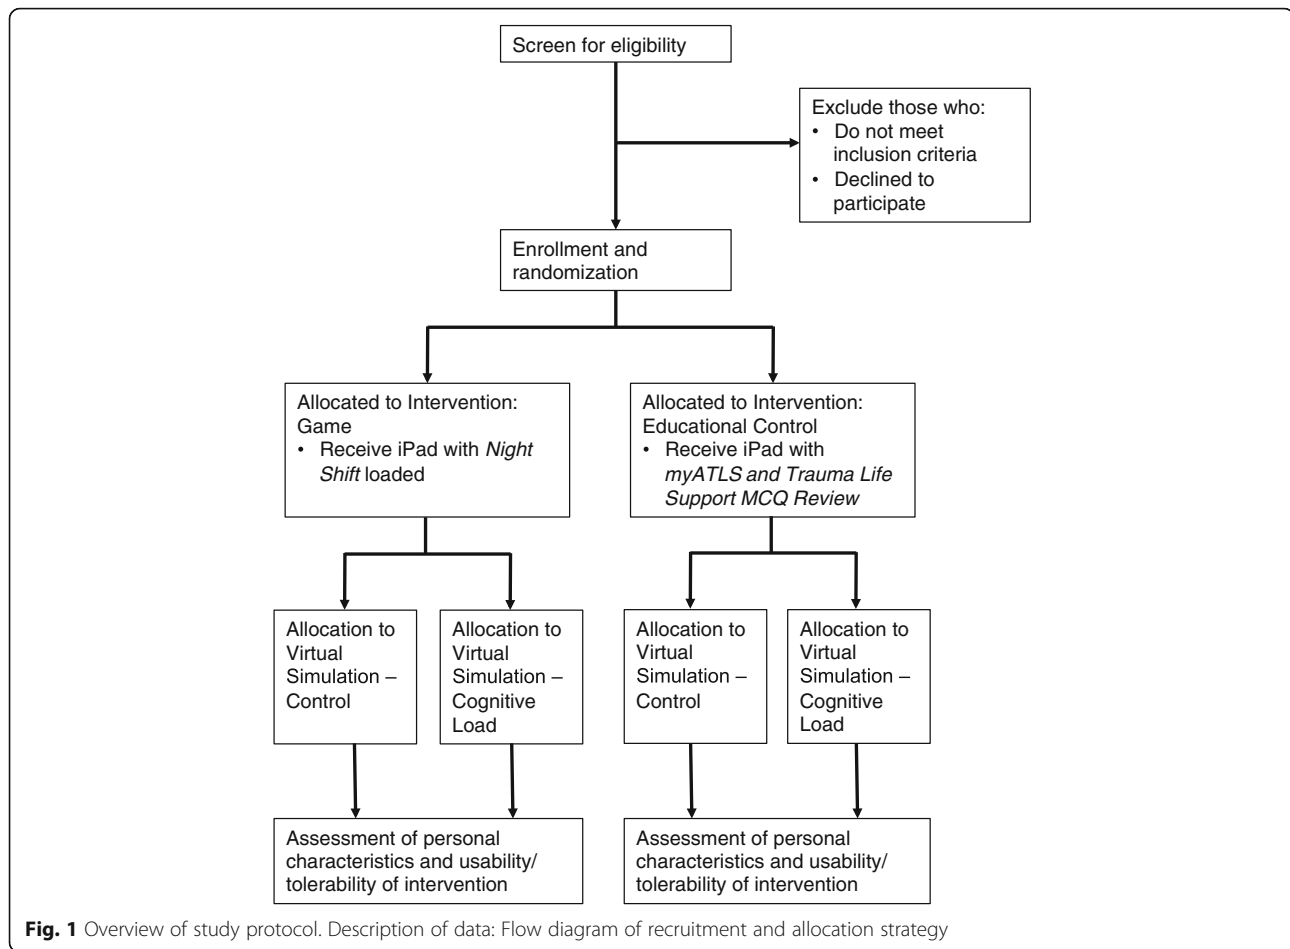 Screen for eligibility
Exclude those who:
• Do not meet
inclusion criteria
• Declined to
participate
Enrollment and
randomization
Allocated to Intervention:
Game
• Receive iPad with Night
Shift loaded
Allocated to Intervention:
Educational Control
• Receive iPad with
myATLS and Trauma Life
Support MCQ Review
Allocation to
Virtual
Simulation –
Control
Allocation to
Virtual
Simulation –
Cognitive
Load
Allocation to
Virtual
Simulation –
Control
Allocation to
Virtual
Simulation –
Cognitive
Load
Assessment of personal
characteristics and usability/
tolerability of intervention
Assessment of personal
characteristics and usability/
tolerability of intervention
Fig. 1 Overview of study protocol. Description of data: Flow diagram of recruitment and allocation strategy